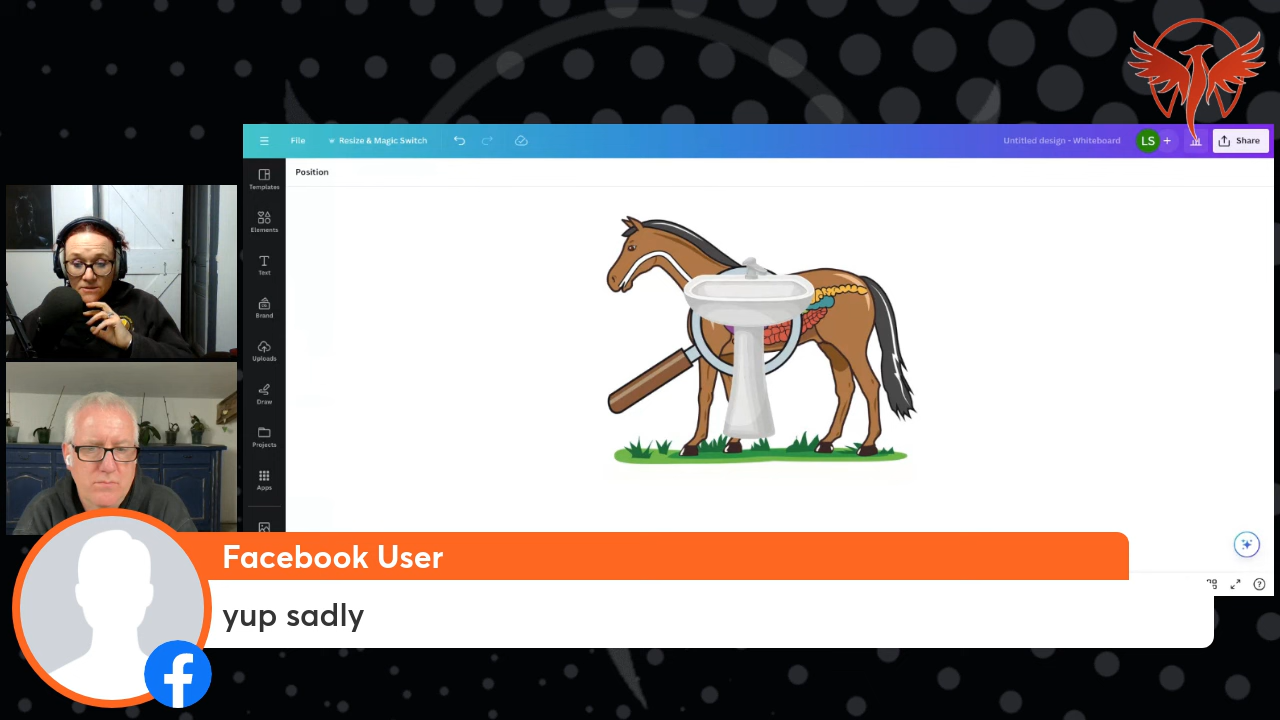 File
Resize & Magic Switch
Untitled design - Whiteboard
LS
+
Share
Position
Templates
Elements
Text
Brand
Uploads
Draw
Projects
Apps
Facebook User
yup sadly